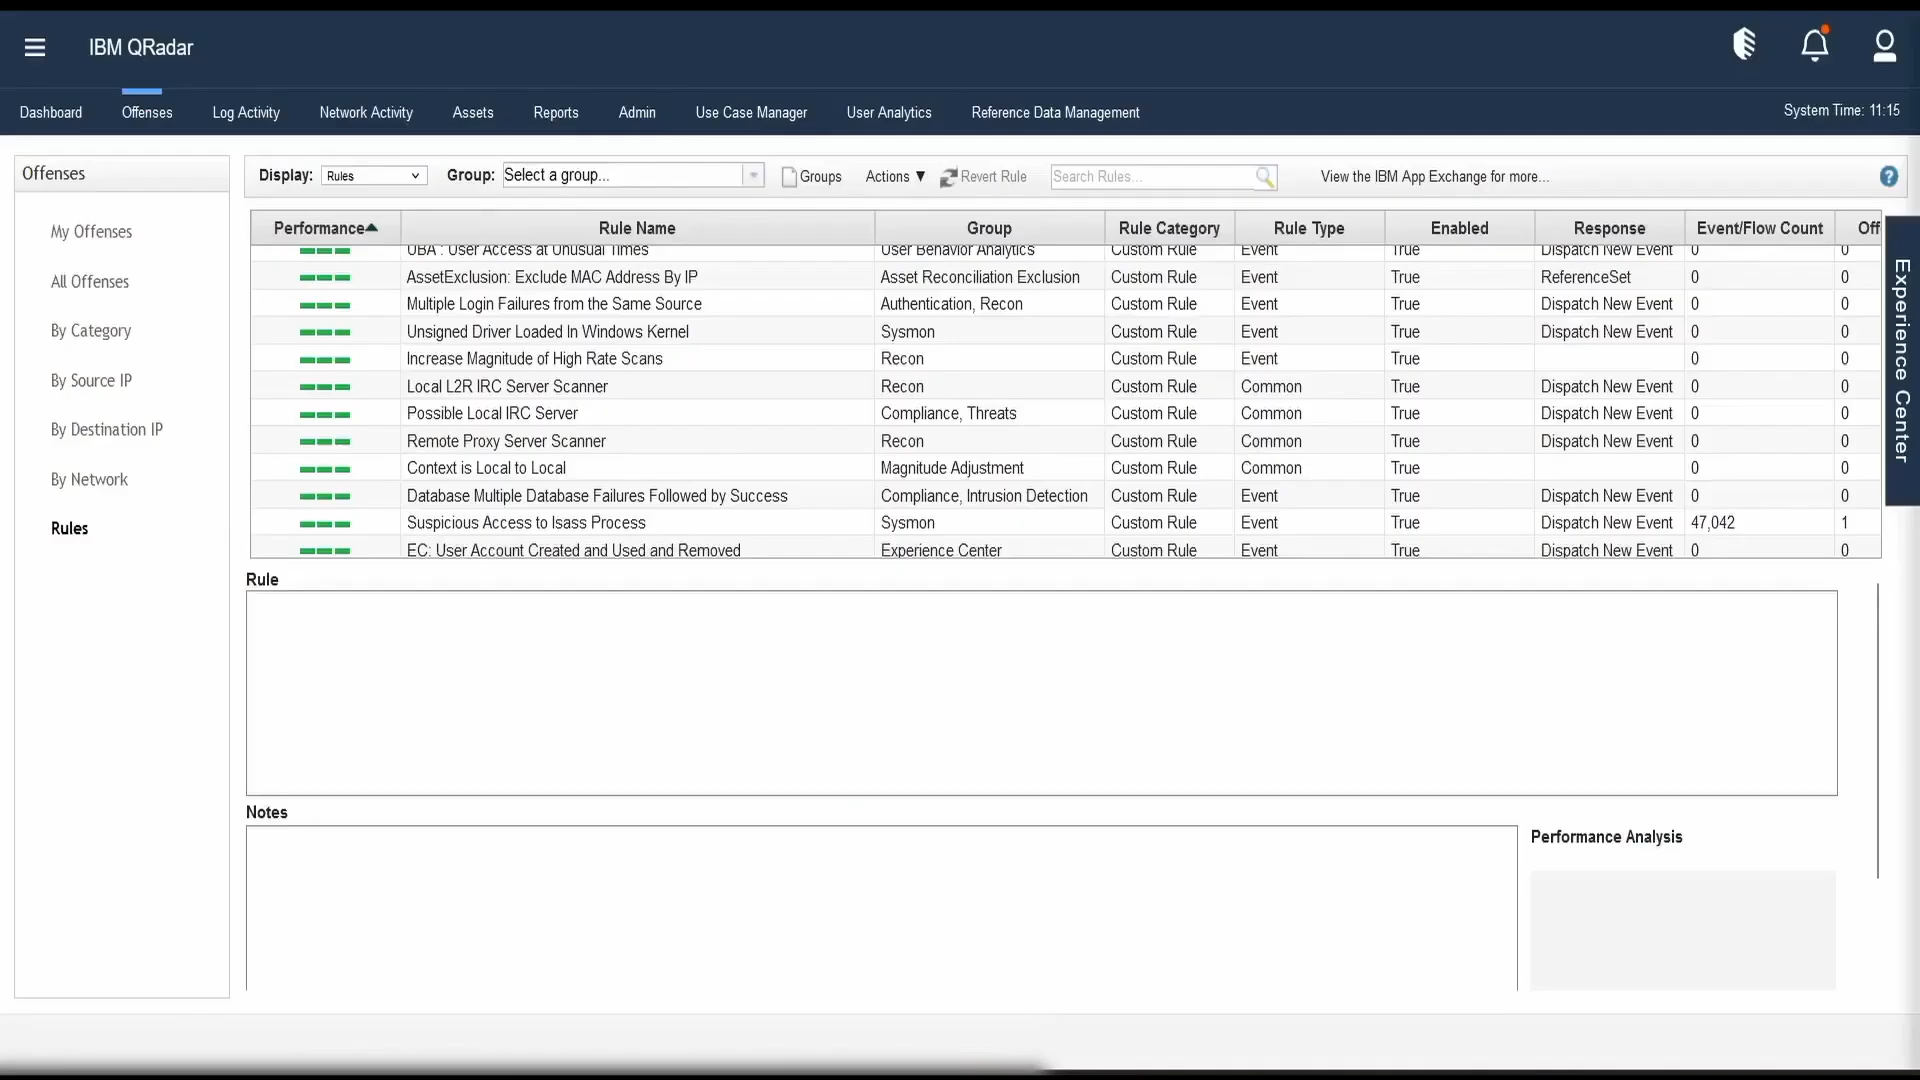 IBM QRadar
Dashboard Offenses Log Activity Network Activity Assets Reports Admin Use Case Manager User Analytics Reference Data Management System Time: 11:15
Offenses
My Offenses
All Offenses
By Category
By Source IP
By Destination IP
By Network
Rules
Display: Rules Group: Select a group... Groups Actions ▼ Revert Rule Search Rules... View the IBM App Exchange for more... ?
Performance Rule Name Group Rule Category Rule Type Enabled Response Event/Flow Count Off
UBA : User Access at Unusual Times User Behavior Analytics Custom Rule Event True Dispatch New Event 0 0
AssetExclusion: Exclude MAC Address By IP Asset Reconciliation Exclusion Custom Rule Event True ReferenceSet 0 0
Multiple Login Failures from the Same Source Authentication, Recon Custom Rule Event True Dispatch New Event 0 0
Unsigned Driver Loaded In Windows Kernel Sysmon Custom Rule Event True Dispatch New Event 0 0
Increase Magnitude of High Rate Scans Recon Custom Rule Event True 0 0
Local L2R IRC Server Scanner Recon Custom Rule Common True Dispatch New Event 0 0
Possible Local IRC Server Compliance, Threats Custom Rule Common True Dispatch New Event 0 0
Remote Proxy Server Scanner Recon Custom Rule Common True Dispatch New Event 0 0
Context is Local to Local Magnitude Adjustment Custom Rule Common True 0 0
Database Multiple Database Failures Followed by Success Compliance, Intrusion Detection Custom Rule Event True Dispatch New Event 0 0
Suspicious Access to lsass Process Sysmon Custom Rule Event True Dispatch New Event 47,042 1
EC: User Account Created and Used and Removed Experience Center Custom Rule Event True Dispatch New Event 0 0
Experience Center
Rule
Notes
Performance Analysis